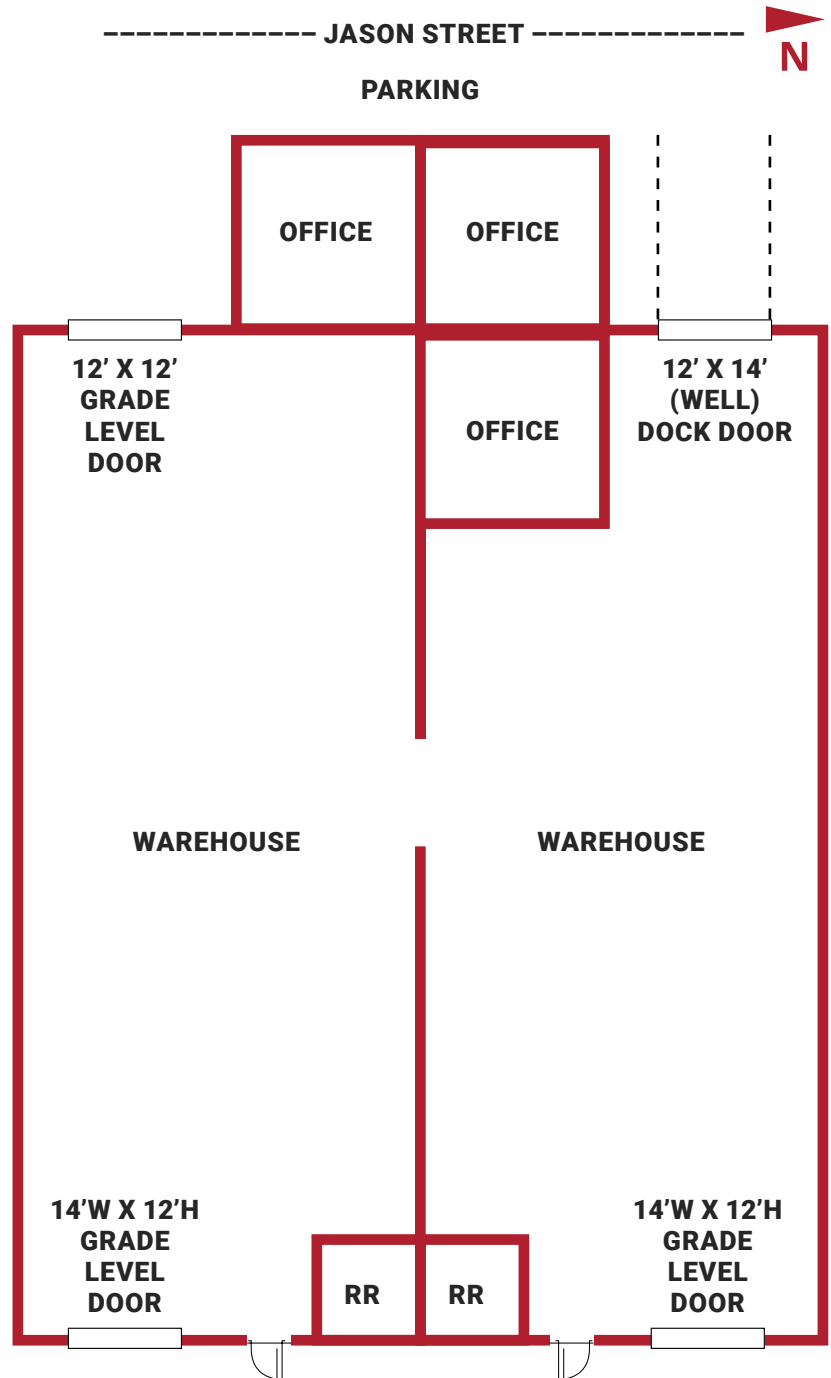 ------------- JASON STREET -------------
N
PARKING
OFFICE
OFFICE
12’ X 12’
GRADE
LEVEL
DOOR
OFFICE
12’ X 14’
(WELL)
DOCK DOOR
WAREHOUSE
WAREHOUSE
14’W X 12’H
GRADE
LEVEL
DOOR
RR
RR
14’W X 12’H
GRADE
LEVEL
DOOR